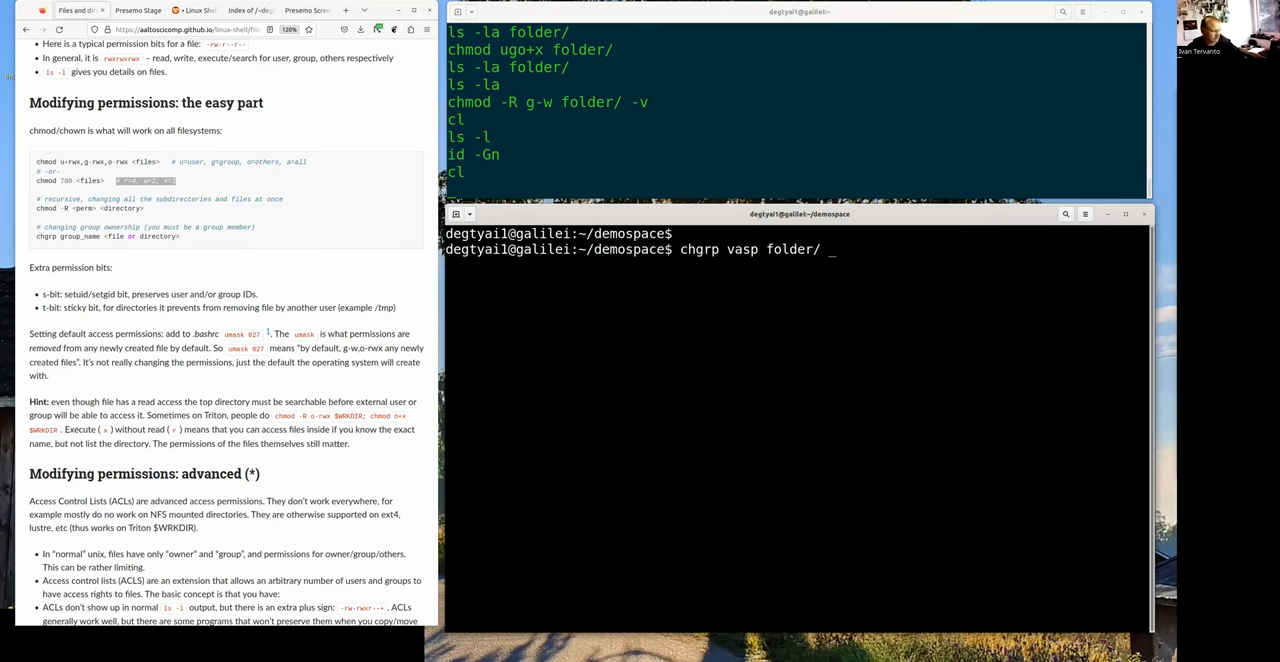 Files and dir
Presemo Stage
• Linux She
Index of /~deg
Presemo Scree
https://aaltoscicomp.github.io/linux-shell/file
120%
Here is a typical permission bits for a file: -rw-r--r--
In general, it is rwxrwxrwx – read, write, execute/search for user, group, others respectively
ls -l gives you details on files.
Modifying permissions: the easy part
chmod/chown is what will work on all filesystems:
chmod u+rwx,g-rwx,o-rwx <files> # u=user, g=group, o=others, a=all
# -or-
chmod 700 <files> # r=4, w=2, x=1
# recursive, changing all the subdirectories and files at once
chmod -R <perm> <directory>
# changing group ownership (you must be a group member)
chgrp group_name <file or directory>
Extra permission bits:
s-bit: setuid/setgid bit, preserves user and/or group IDs.
t-bit: sticky bit, for directories it prevents from removing file by another user (example /tmp)
Setting default access permissions: add to .bashrc umask 027 1. The umask is what permissions are
removed from any newly created file by default. So umask 027 means “by default, g-w,o-rwx any newly
created files”. It’s not really changing the permissions, just the default the operating system will create
with.
Hint: even though file has a read access the top directory must be searchable before external user or
group will be able to access it. Sometimes on Triton, people do chmod -R o-rwx $WRKDIR; chmod o+x
$WRKDIR . Execute ( x ) without read ( r ) means that you can access files inside if you know the exact
name, but not list the directory. The permissions of the files themselves still matter.
Modifying permissions: advanced (*)
Access Control Lists (ACLs) are advanced access permissions. They don’t work everywhere, for
example mostly do no work on NFS mounted directories. They are otherwise supported on ext4,
lustre, etc (thus works on Triton $WRKDIR).
In “normal” unix, files have only “owner” and “group”, and permissions for owner/group/others.
This can be rather limiting.
Access control lists (ACLS) are an extension that allows an arbitrary number of users and groups to
have access rights to files. The basic concept is that you have:
ACLs don’t show up in normal ls -l output, but there is an extra plus sign: -rw-rwxr--+ . ACLs
generally work well, but there are some programs that won’t preserve them when you copy/move
degtyai1@galilei:~
ls -la folder/
chmod ugo+x folder/
ls -la folder/
ls -la
chmod -R g-w folder/ -v
cl
ls -l
id -Gn
cl
degtyai1@galilei:~/demospace
degtyai1@galilei:~/demospace$
degtyai1@galilei:~/demospace$ chgrp vasp folder/ _
Ivan Tervanto